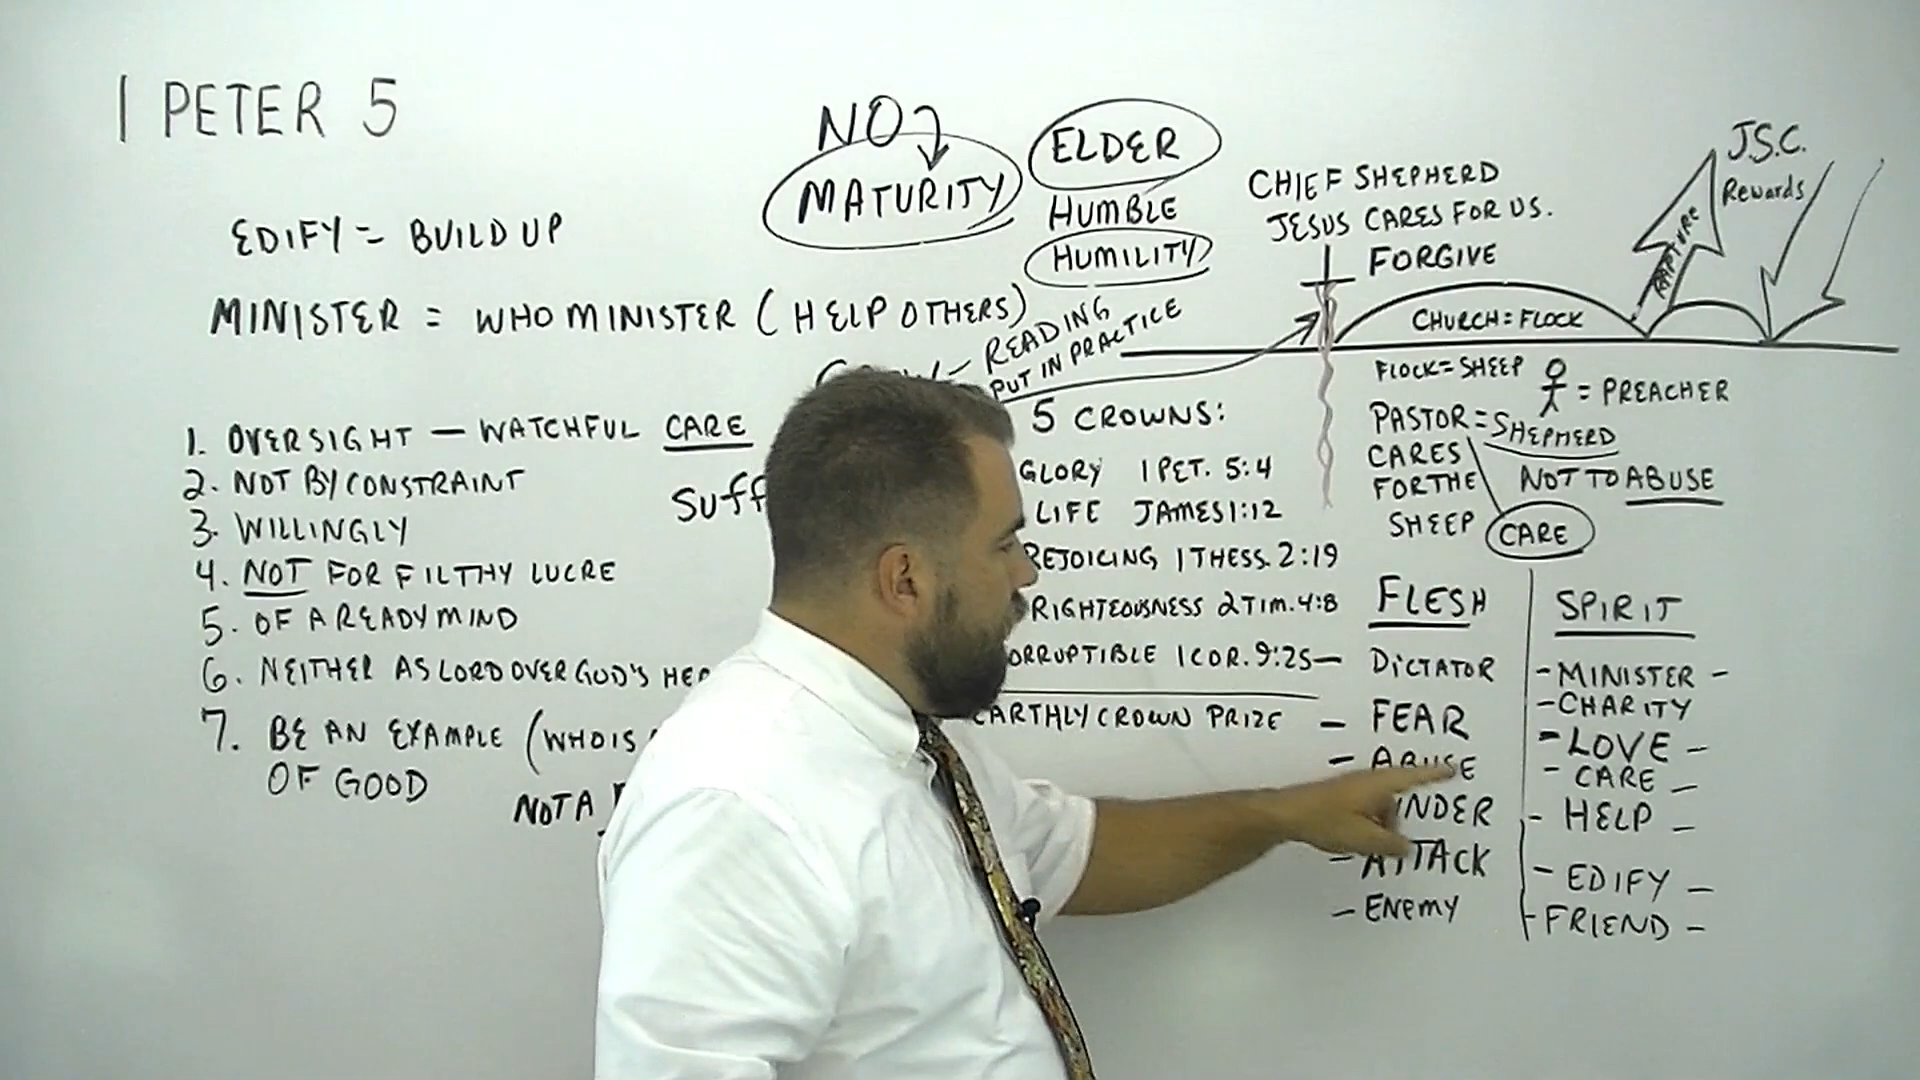 1 PETER 5
EDIFY = BUILD UP
MINISTER = WHO MINISTER (HELP OTHERS)
1. OVERSIGHT — WATCHFUL CARE
2. NOT BY CONSTRAINT
3. WILLINGLY
4. NOT FOR FILTHY LUCRE
5. OF A READY MIND
6. NEITHER AS LORD OVER GOD'S HE
7. BE AN EXAMPLE (WHO IS
OF GOOD
NOT A
SUFF
NO
MATURITY
ELDER
HUMBLE
HUMILITY
– READING
PUT IN PRACTICE
5 CROWNS:
GLORY 1 PET. 5:4
LIFE JAMES 1:12
REJOICING 1 THESS. 2:19
RIGHTEOUSNESS 2 TIM. 4:8
ORRUPTIBLE 1 COR. 9:25
EARTHLY CROWN PRIZE
CHIEF SHEPHERD
JESUS CARES FOR US.
FORGIVE
CHURCH = FLOCK
RAPTURE
J.S.C.
Rewards
FLOCK = SHEEP
= PREACHER
PASTOR = SHEPHERD
CARES
FOR THE
SHEEP
NOT TO ABUSE
CARE
FLESH
— DICTATOR
– FEAR
– ABUSE
INDER
– ATTACK
– ENEMY
SPIRIT
– MINISTER –
– CHARITY
– LOVE –
– CARE –
– HELP –
– EDIFY –
– FRIEND –